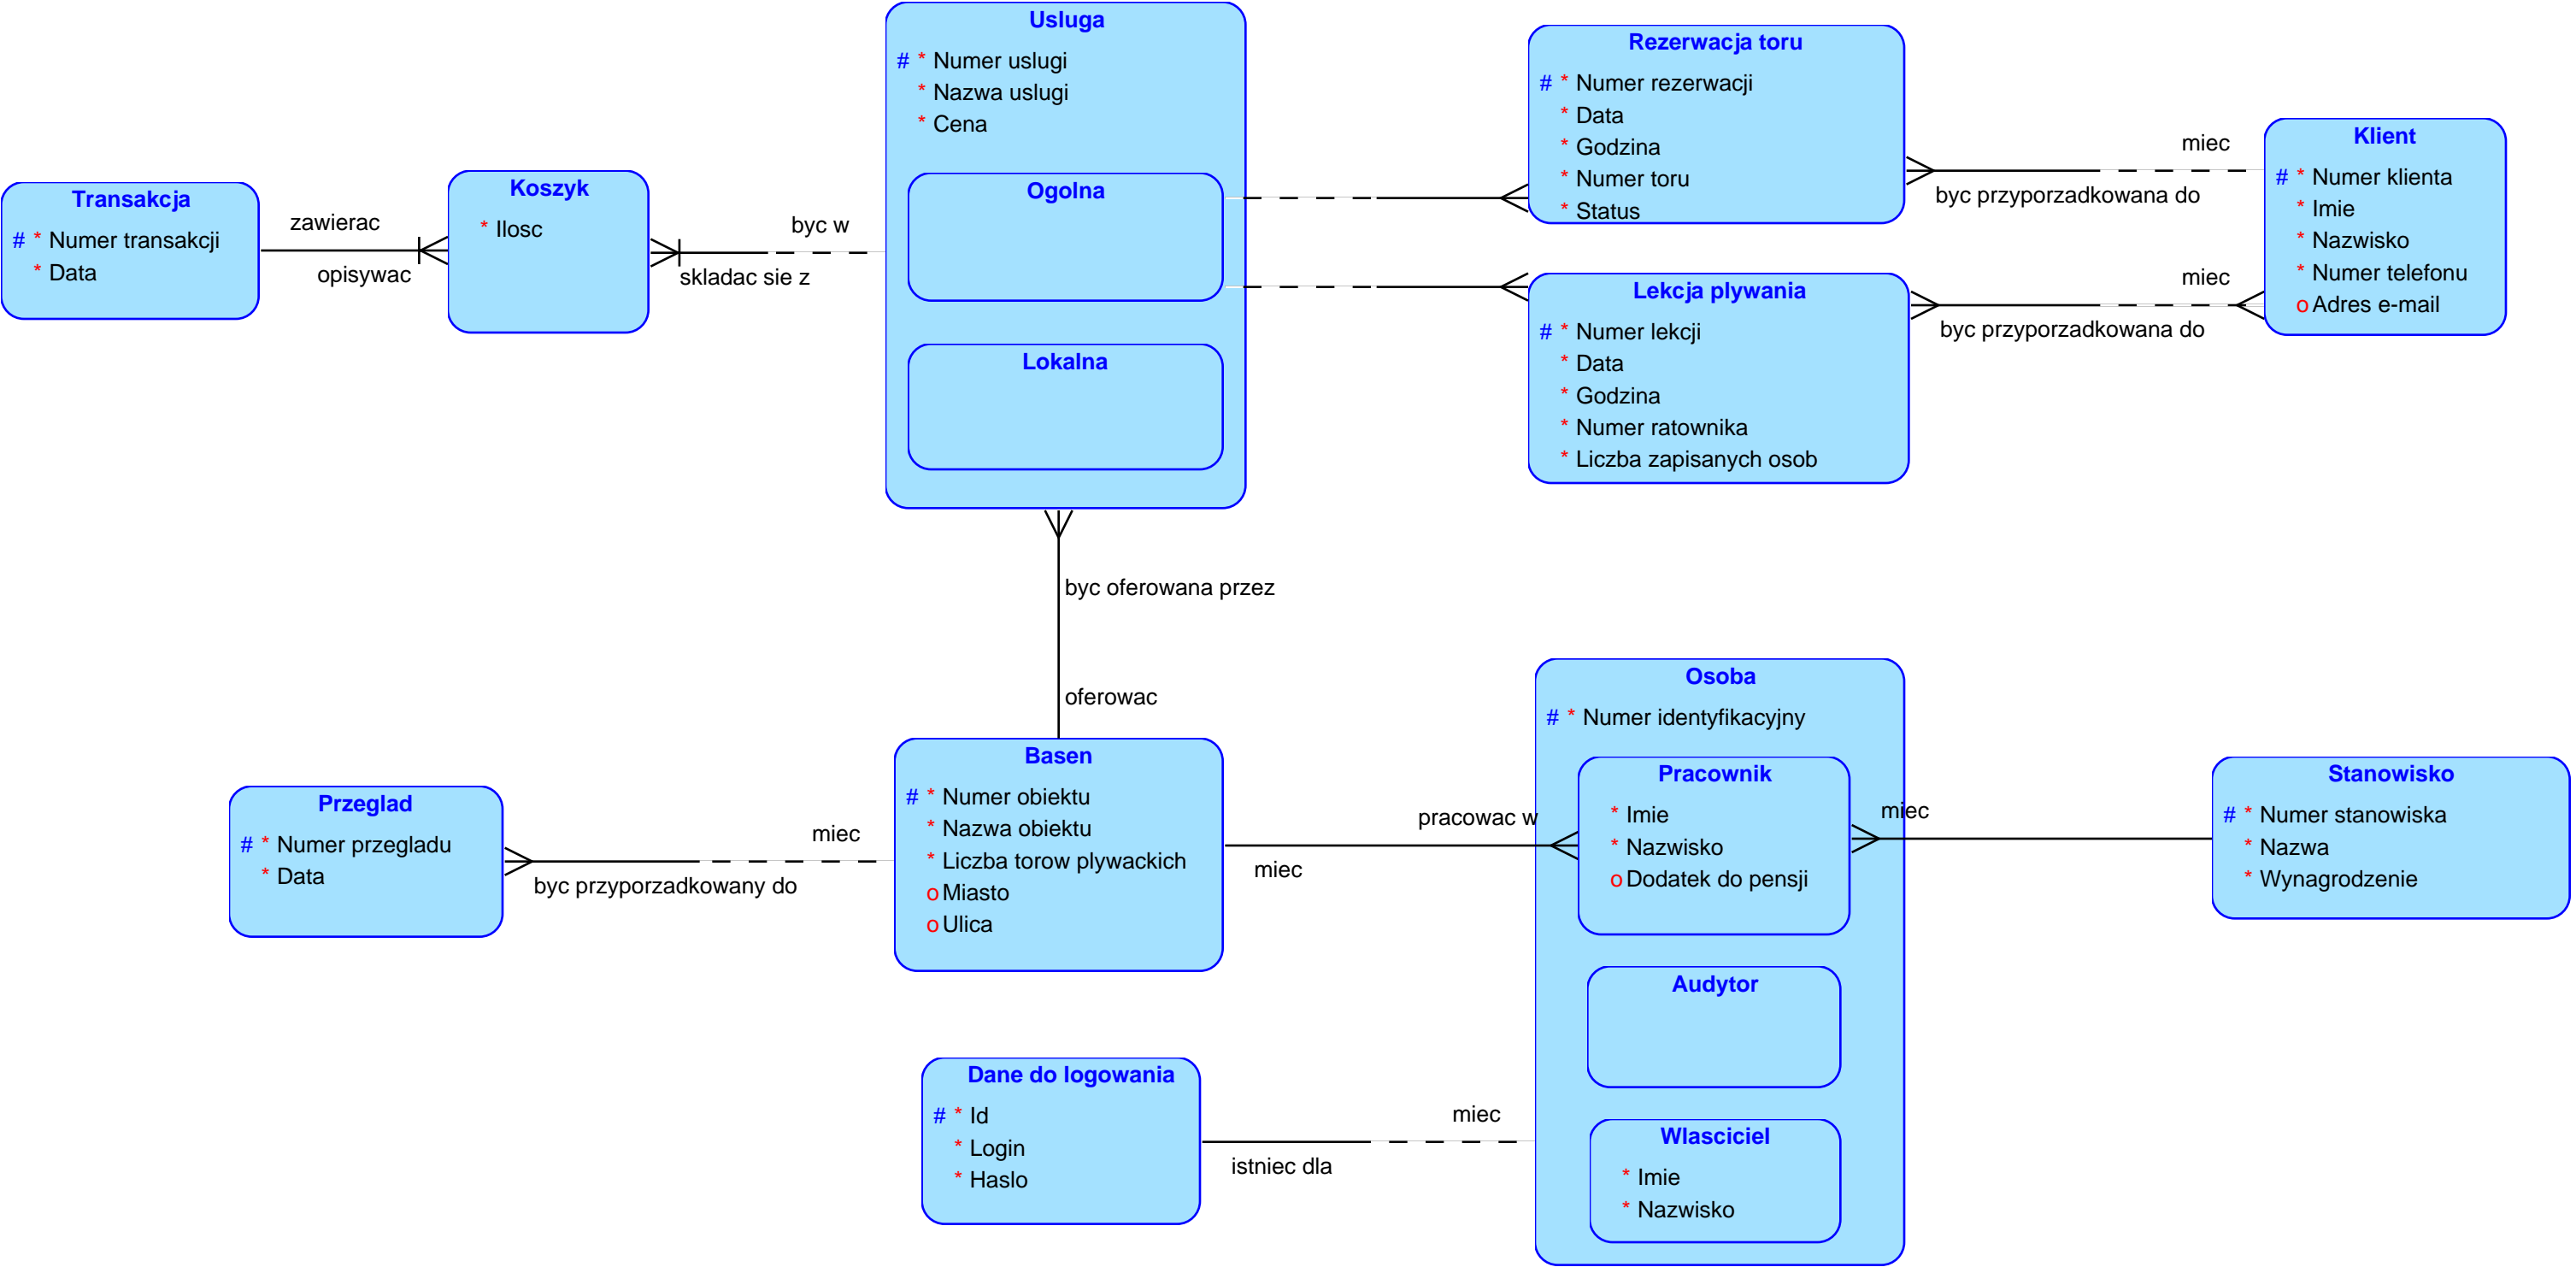 Usluga
# * Numer uslugi
* Nazwa uslugi
* Cena
Ogolna
Lokalna
Rezerwacja toru
# * Numer rezerwacji
* Data
* Godzina
* Numer toru
* Status
miec
byc przyporzadkowana do
Klient
# * Numer klienta
* Imie
* Nazwisko
* Numer telefonu
o Adres e-mail
Transakcja
# * Numer transakcji
* Data
zawierac
opisywac
Koszyk
* Ilosc
byc w
skladac sie z
Lekcja plywania
# * Numer lekcji
* Data
* Godzina
* Numer ratownika
* Liczba zapisanych osob
miec
byc przyporzadkowana do
byc oferowana przez
oferowac
Basen
# * Numer obiektu
* Nazwa obiektu
* Liczba torow plywackich
o Miasto
o Ulica
Przeglad
# * Numer przegladu
* Data
miec
byc przyporzadkowany do
pracowac w
miec
Osoba
# * Numer identyfikacyjny
Pracownik
* Imie
* Nazwisko
o Dodatek do pensji
miec
Stanowisko
# * Numer stanowiska
* Nazwa
* Wynagrodzenie
Audytor
Dane do logowania
# * Id
* Login
* Haslo
miec
istniec dla
Wlasciciel
* Imie
* Nazwisko